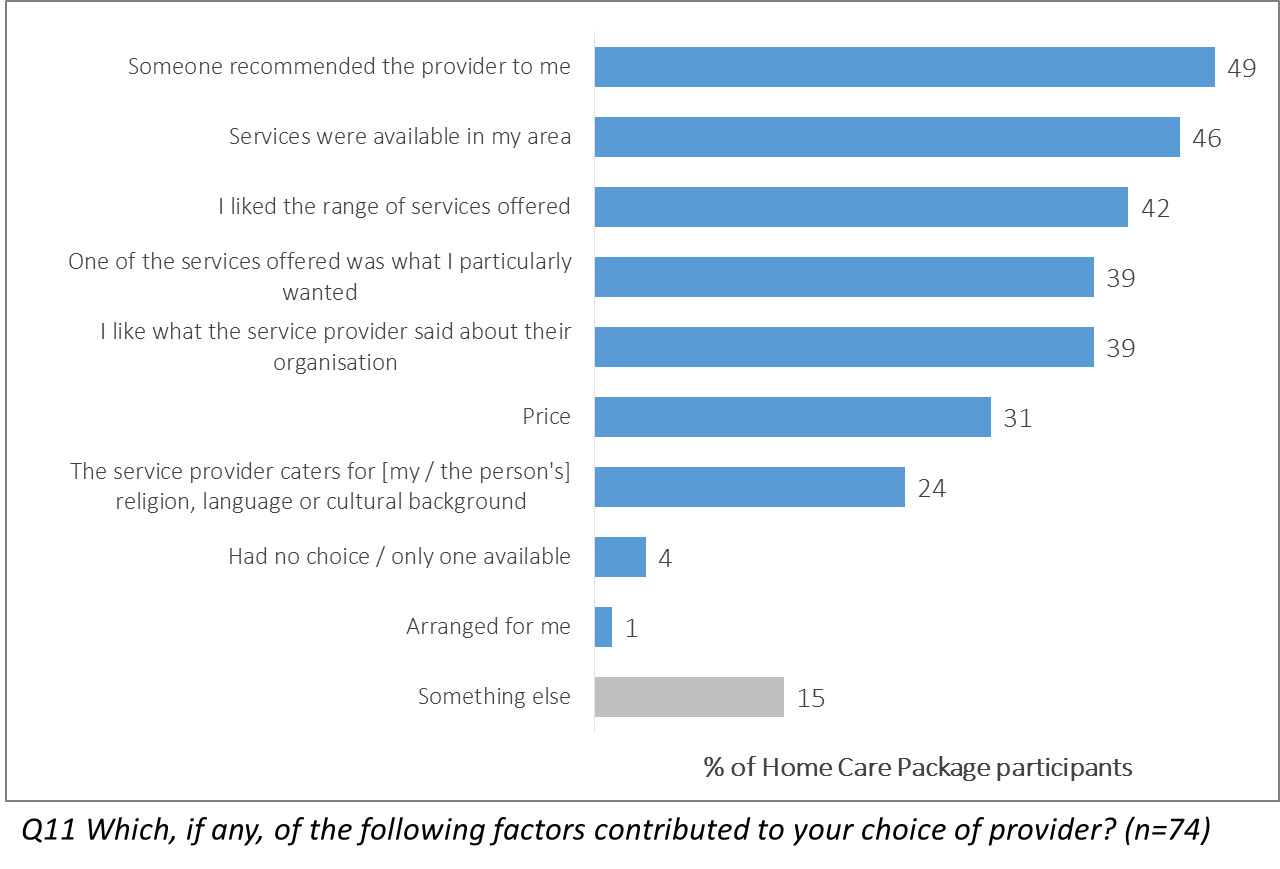 Someone recommended the provider to me 49
Services were available in my area 46
I liked the range of services offered 42
One of the services offered was what I particularly
wanted 39
I like what the service provider said about their
organisation 39
Price 31
The service provider caters for [my / the person's]
religion, language or cultural background 24
Had no choice / only one available 4
Arranged for me 1
Something else 15
% of Home Care Package participants
Q11 Which, if any, of the following factors contributed to your choice of provider? (n=74)